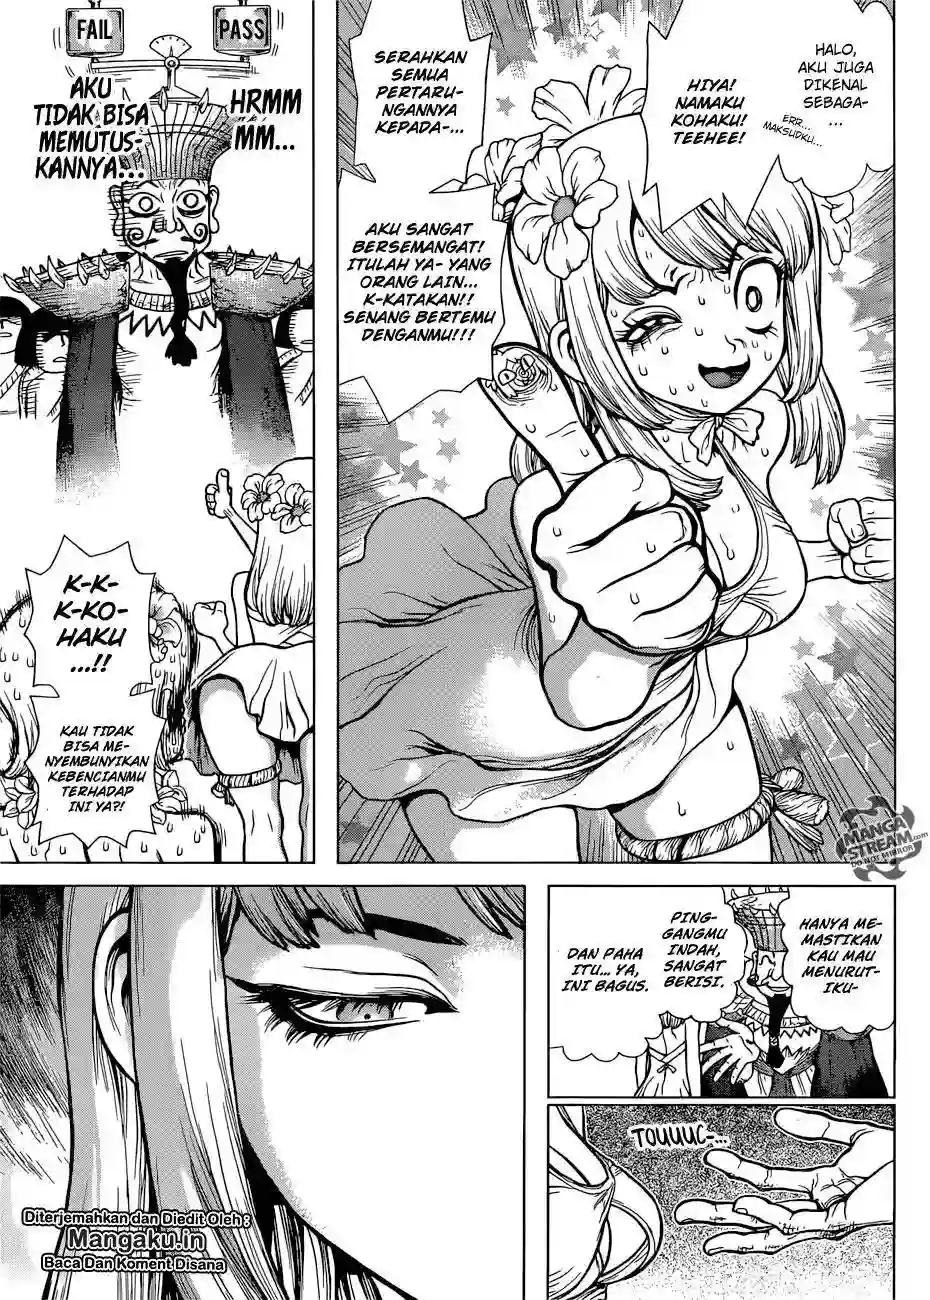 HALO,
AKU JUGA
DIKENAL
SEBAGA-
...
ERR...
MAKSUDKU...
HIYA!
NAMAKU
KOHAKU!
TEEHEE!
SERAHKAN
SEMUA
PERTARU-
NGANNYA
KEPADA-...
AKU SANGAT
BERSEMANGAT!
ITULAH YA- YANG
ORANG LAIN...
K-KATAKAN!!
SENANG BERTEMU
DENGANMU!!!
FAIL
PASS
HRMM
MM...
AKU
TIDAK BISA
MEMUTUS-
KANNYA...
K-K-
K-KO-
HAKU
...!!
KAU TIDAK
BISA ME-
NYEMBUNYIKAN
KEBENCIANMU
TERHADAP
INI YA?!
MANGA
STREAM.com
DO NOT MIRROR
HANYA ME-
MASTIKAN
KAU MAU
MENURUT-
IKU-
PING-
GANGMU
INDAH,
SANGAT
BERISI.
DAN PAHA
ITU... YA,
INI BAGUS.
TOUUUC-...
Diterjemahkan dan Diedit Oleh :
Mangaku.in
Baca Dan Koment Disana